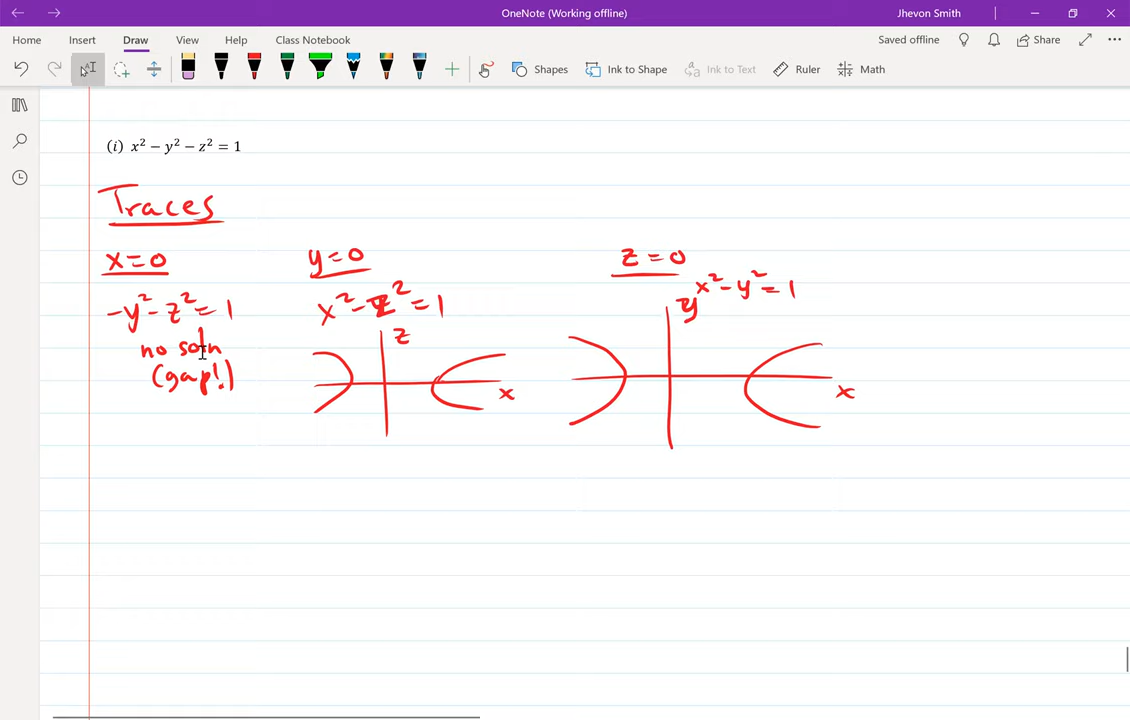 OneNote (Working offline)
Jhevon Smith
Home Insert Draw View Help Class Notebook
Saved offline
Share
Shapes
Ink to Shape
Ink to Text
Ruler
Math
(i) x² − y² − z² = 1
Traces
x = 0
-y² - z² = 1
no soln
(gap!)
y = 0
x² - z² = 1
z
x
z = 0
x² - y² = 1
y
x